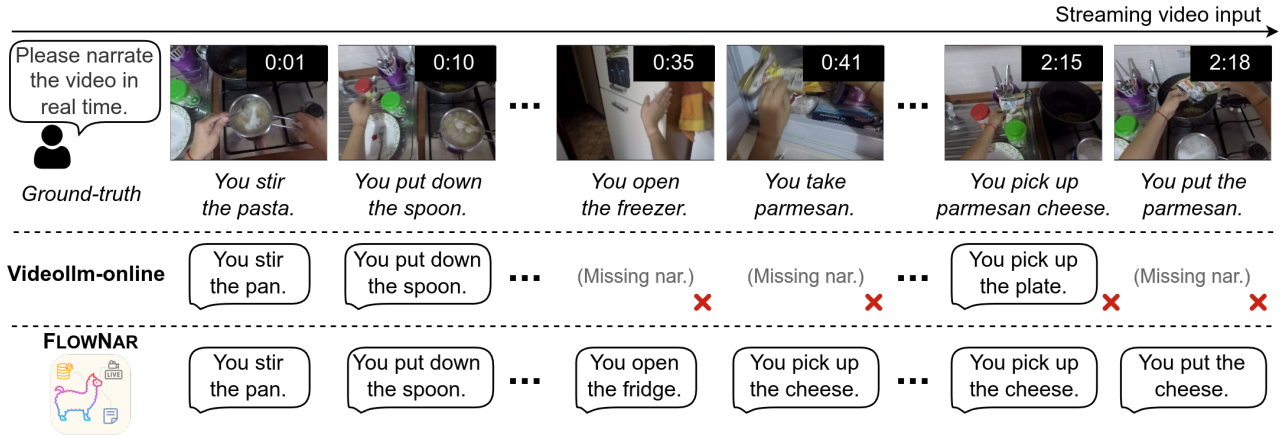 Streaming video input
Please narrate
the video in
real time.
0:01
0:10
0:35
0:41
2:15
2:18
...
...
Ground-truth
You stir
the pasta.
You put down
the spoon.
You open
the freezer.
You take
parmesan.
You pick up
parmesan cheese.
You put the
parmesan.
Videollm-online
You stir
the pan.
You put down
the spoon.
...
(Missing nar.)
(Missing nar.)
...
You pick up
the plate.
(Missing nar.)
FLOWNAR
LIVE
You stir
the pan.
You put down
the spoon.
...
You open
the fridge.
You pick up
the cheese.
...
You pick up
the cheese.
You put the
cheese.